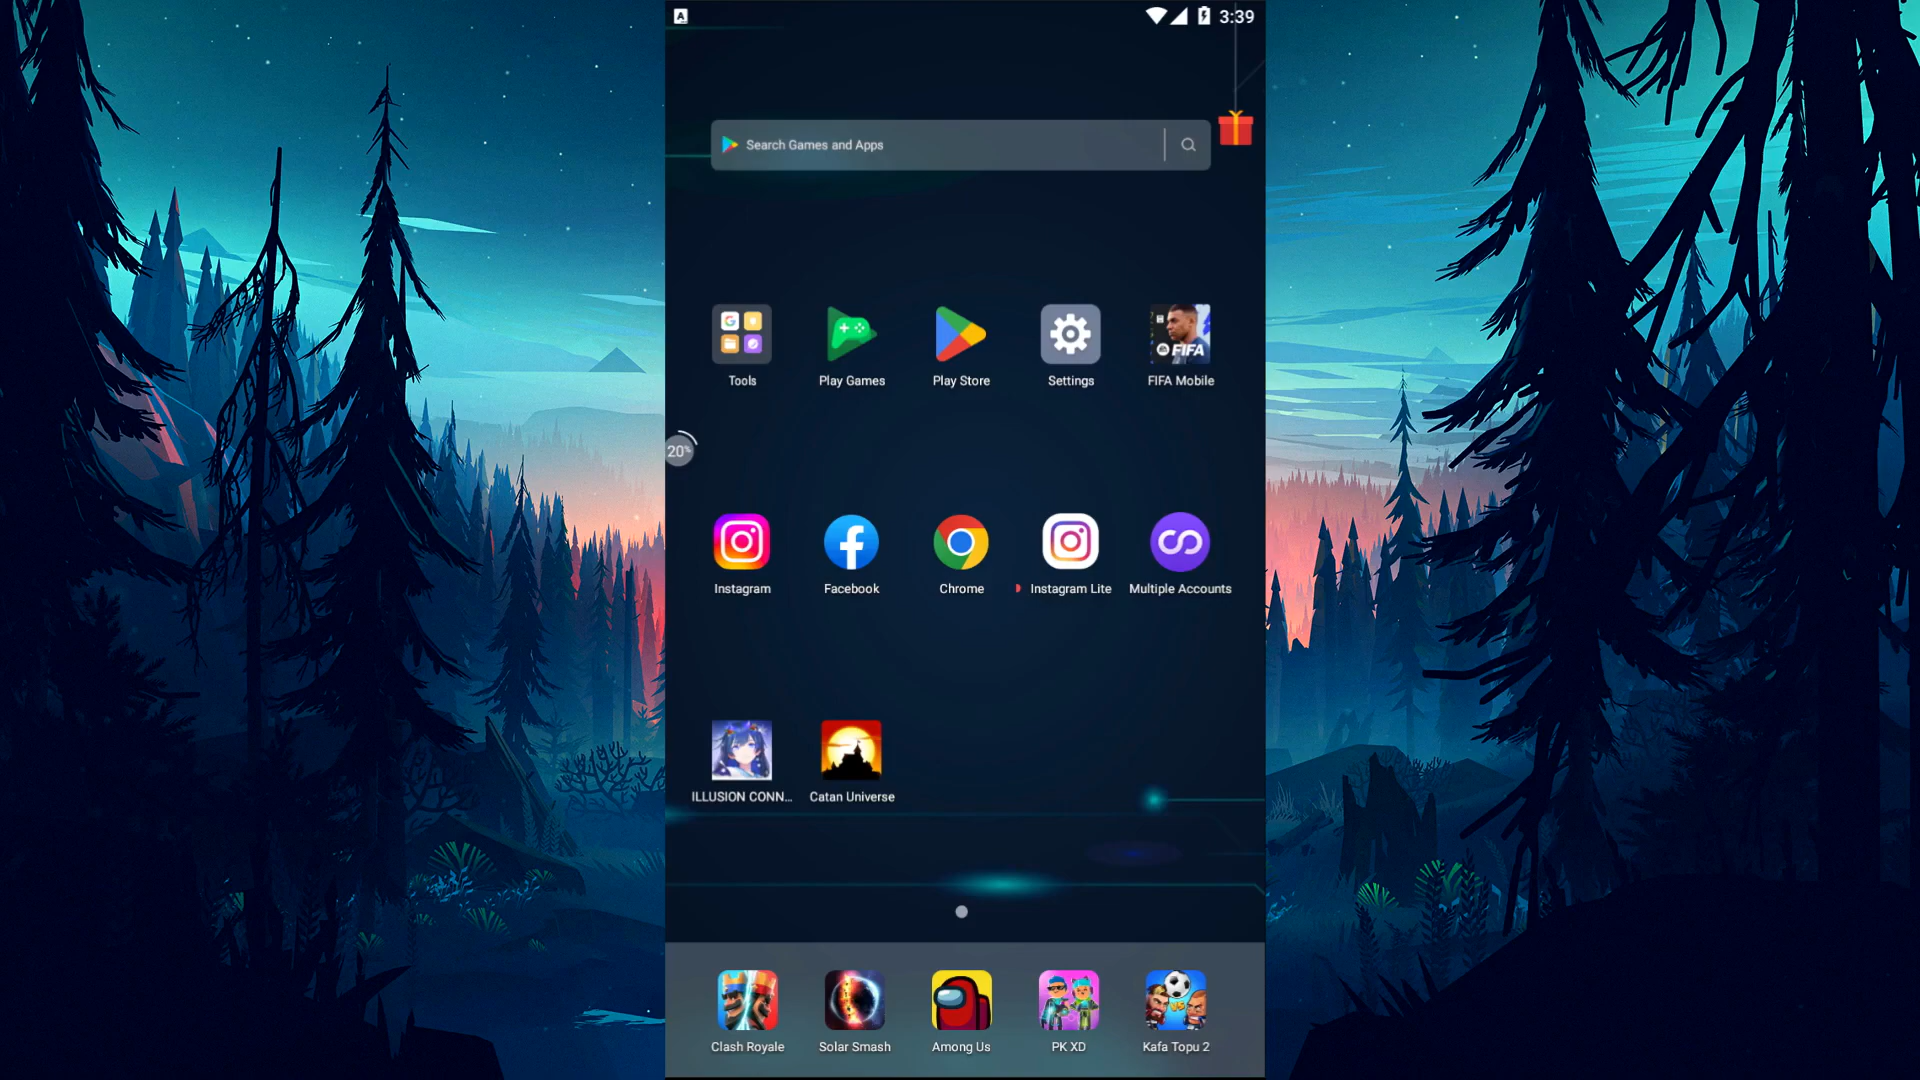 A
3:39
Search Games and Apps
FIFA
Tools
Play Games
Play Store
Settings
FIFA Mobile
20%
Instagram
Facebook
Chrome
Instagram Lite
Multiple Accounts
ILLUSION CONN...
Catan Universe
VS
Clash Royale
Solar Smash
Among Us
PK XD
Kafa Topu 2